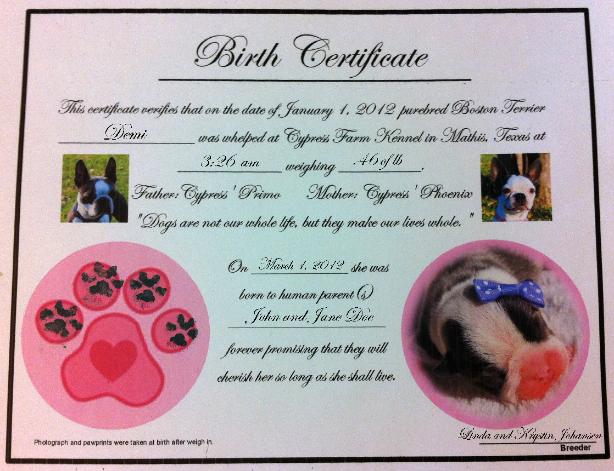 Birth Certificate
This certificate verifies that on the date of January 1, 2012 purebred Boston Terrier
Demi was whelped at Cypress Farm Kennel in Mathis, Texas at
3:26 am weighing .46 of lb.
Father: Cypress' Primo Mother: Cypress' Phoenix
"Dogs are not our whole life, but they make our lives whole."
On March 1, 2012 she was
born to human parent(s)
John and Jane Doe
forever promising that they will
cherish her so long as she shall live.
Photograph and pawprints were taken at birth after weigh in.
Linda and Krystin Johansen
Breeder